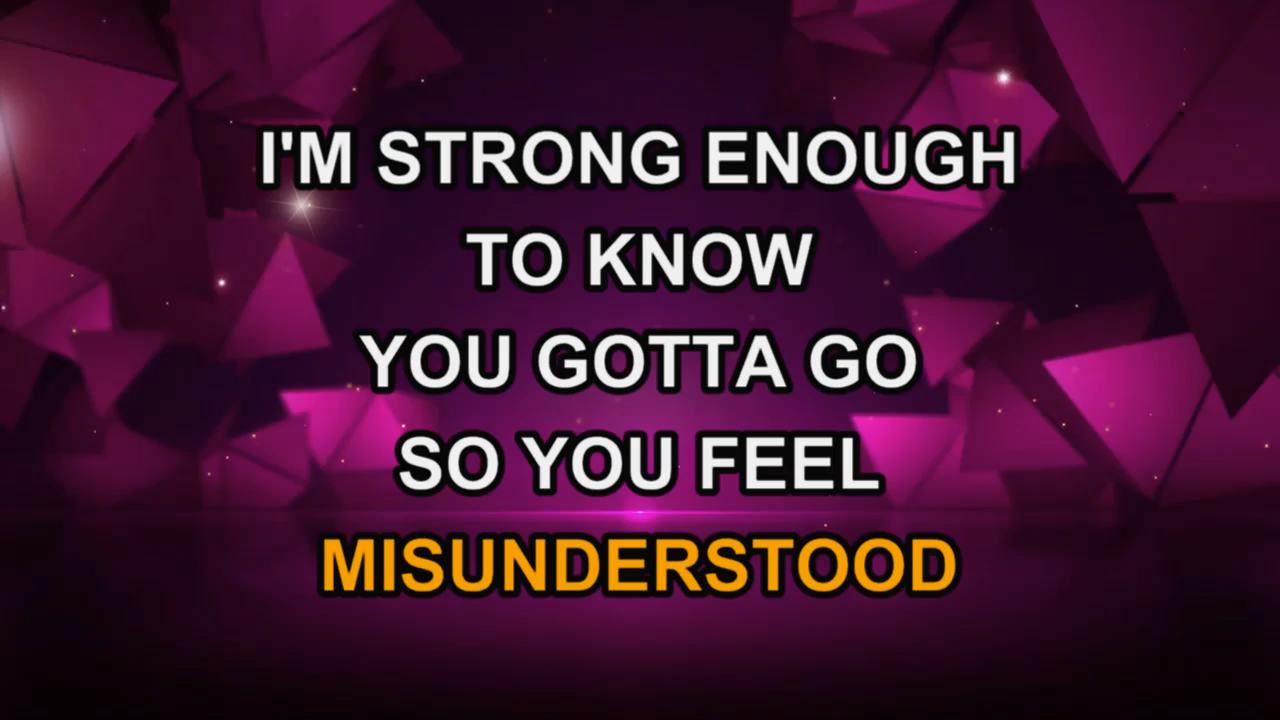 I'M STRONG ENOUGH
TO KNOW
YOU GOTTA GO
SO YOU FEEL
MISUNDERSTOOD